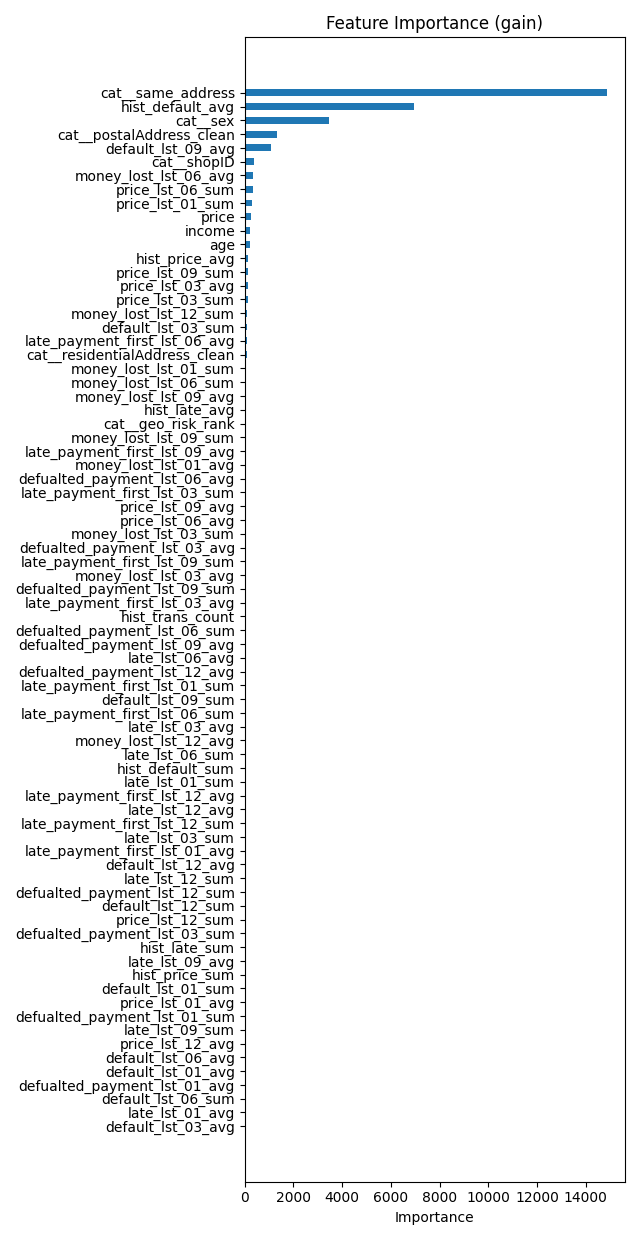 Feature Importance (gain)
cat__same_address
hist_default_avg
cat__sex
cat__postalAddress_clean
default_lst_09_avg
cat__shopID
money_lost_lst_06_avg
price_lst_06_sum
price_lst_01_sum
price
income
age
hist_price_avg
price_lst_09_sum
price_lst_03_avg
price_lst_03_sum
money_lost_lst_12_sum
default_lst_03_sum
late_payment_first_lst_06_avg
cat__residentialAddress_clean
money_lost_lst_01_sum
money_lost_lst_06_sum
money_lost_lst_09_avg
hist_late_avg
cat__geo_risk_rank
money_lost_lst_09_sum
late_payment_first_lst_09_avg
money_lost_lst_01_avg
defualted_payment_lst_06_avg
late_payment_first_lst_03_sum
price_lst_09_avg
price_lst_06_avg
money_lost_lst_03_sum
defualted_payment_lst_03_avg
late_payment_first_lst_09_sum
money_lost_lst_03_avg
defualted_payment_lst_09_sum
late_payment_first_lst_03_avg
hist_trans_count
defualted_payment_lst_06_sum
defualted_payment_lst_09_avg
late_lst_06_avg
defualted_payment_lst_12_avg
late_payment_first_lst_01_sum
default_lst_09_sum
late_payment_first_lst_06_sum
late_lst_03_avg
money_lost_lst_12_avg
late_lst_06_sum
hist_default_sum
late_lst_01_sum
late_payment_first_lst_12_avg
late_lst_12_avg
late_payment_first_lst_12_sum
late_lst_03_sum
late_payment_first_lst_01_avg
default_lst_12_avg
late_lst_12_sum
defualted_payment_lst_12_sum
default_lst_12_sum
price_lst_12_sum
defualted_payment_lst_03_sum
hist_late_sum
late_lst_09_avg
hist_price_sum
default_lst_01_sum
price_lst_01_avg
defualted_payment_lst_01_sum
late_lst_09_sum
price_lst_12_avg
default_lst_06_avg
default_lst_01_avg
defualted_payment_lst_01_avg
default_lst_06_sum
late_lst_01_avg
default_lst_03_avg
0 2000 4000 6000 8000 10000 12000 14000
Importance